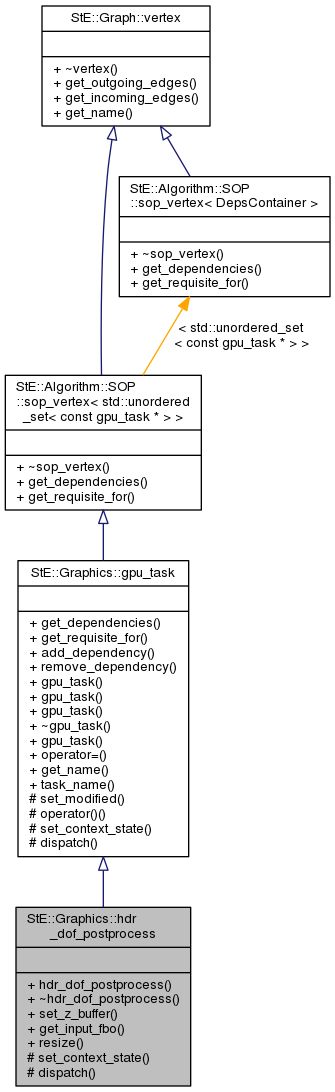 StE::Graph::vertex
+ ~vertex()
+ get_outgoing_edges()
+ get_incoming_edges()
+ get_name()
StE::Algorithm::SOP
::sop_vertex< DepsContainer >
+ ~sop_vertex()
+ get_dependencies()
+ get_requisite_for()
< std::unordered_set
< const gpu_task * > >
StE::Algorithm::SOP
::sop_vertex< std::unordered
_set< const gpu_task * > >
+ ~sop_vertex()
+ get_dependencies()
+ get_requisite_for()
StE::Graphics::gpu_task
+ get_dependencies()
+ get_requisite_for()
+ add_dependency()
+ remove_dependency()
+ gpu_task()
+ gpu_task()
+ gpu_task()
+ ~gpu_task()
+ gpu_task()
+ operator=()
+ get_name()
+ task_name()
# set_modified()
# operator()()
# set_context_state()
# dispatch()
StE::Graphics::hdr
_dof_postprocess
+ hdr_dof_postprocess()
+ ~hdr_dof_postprocess()
+ set_z_buffer()
+ get_input_fbo()
+ resize()
# set_context_state()
# dispatch()